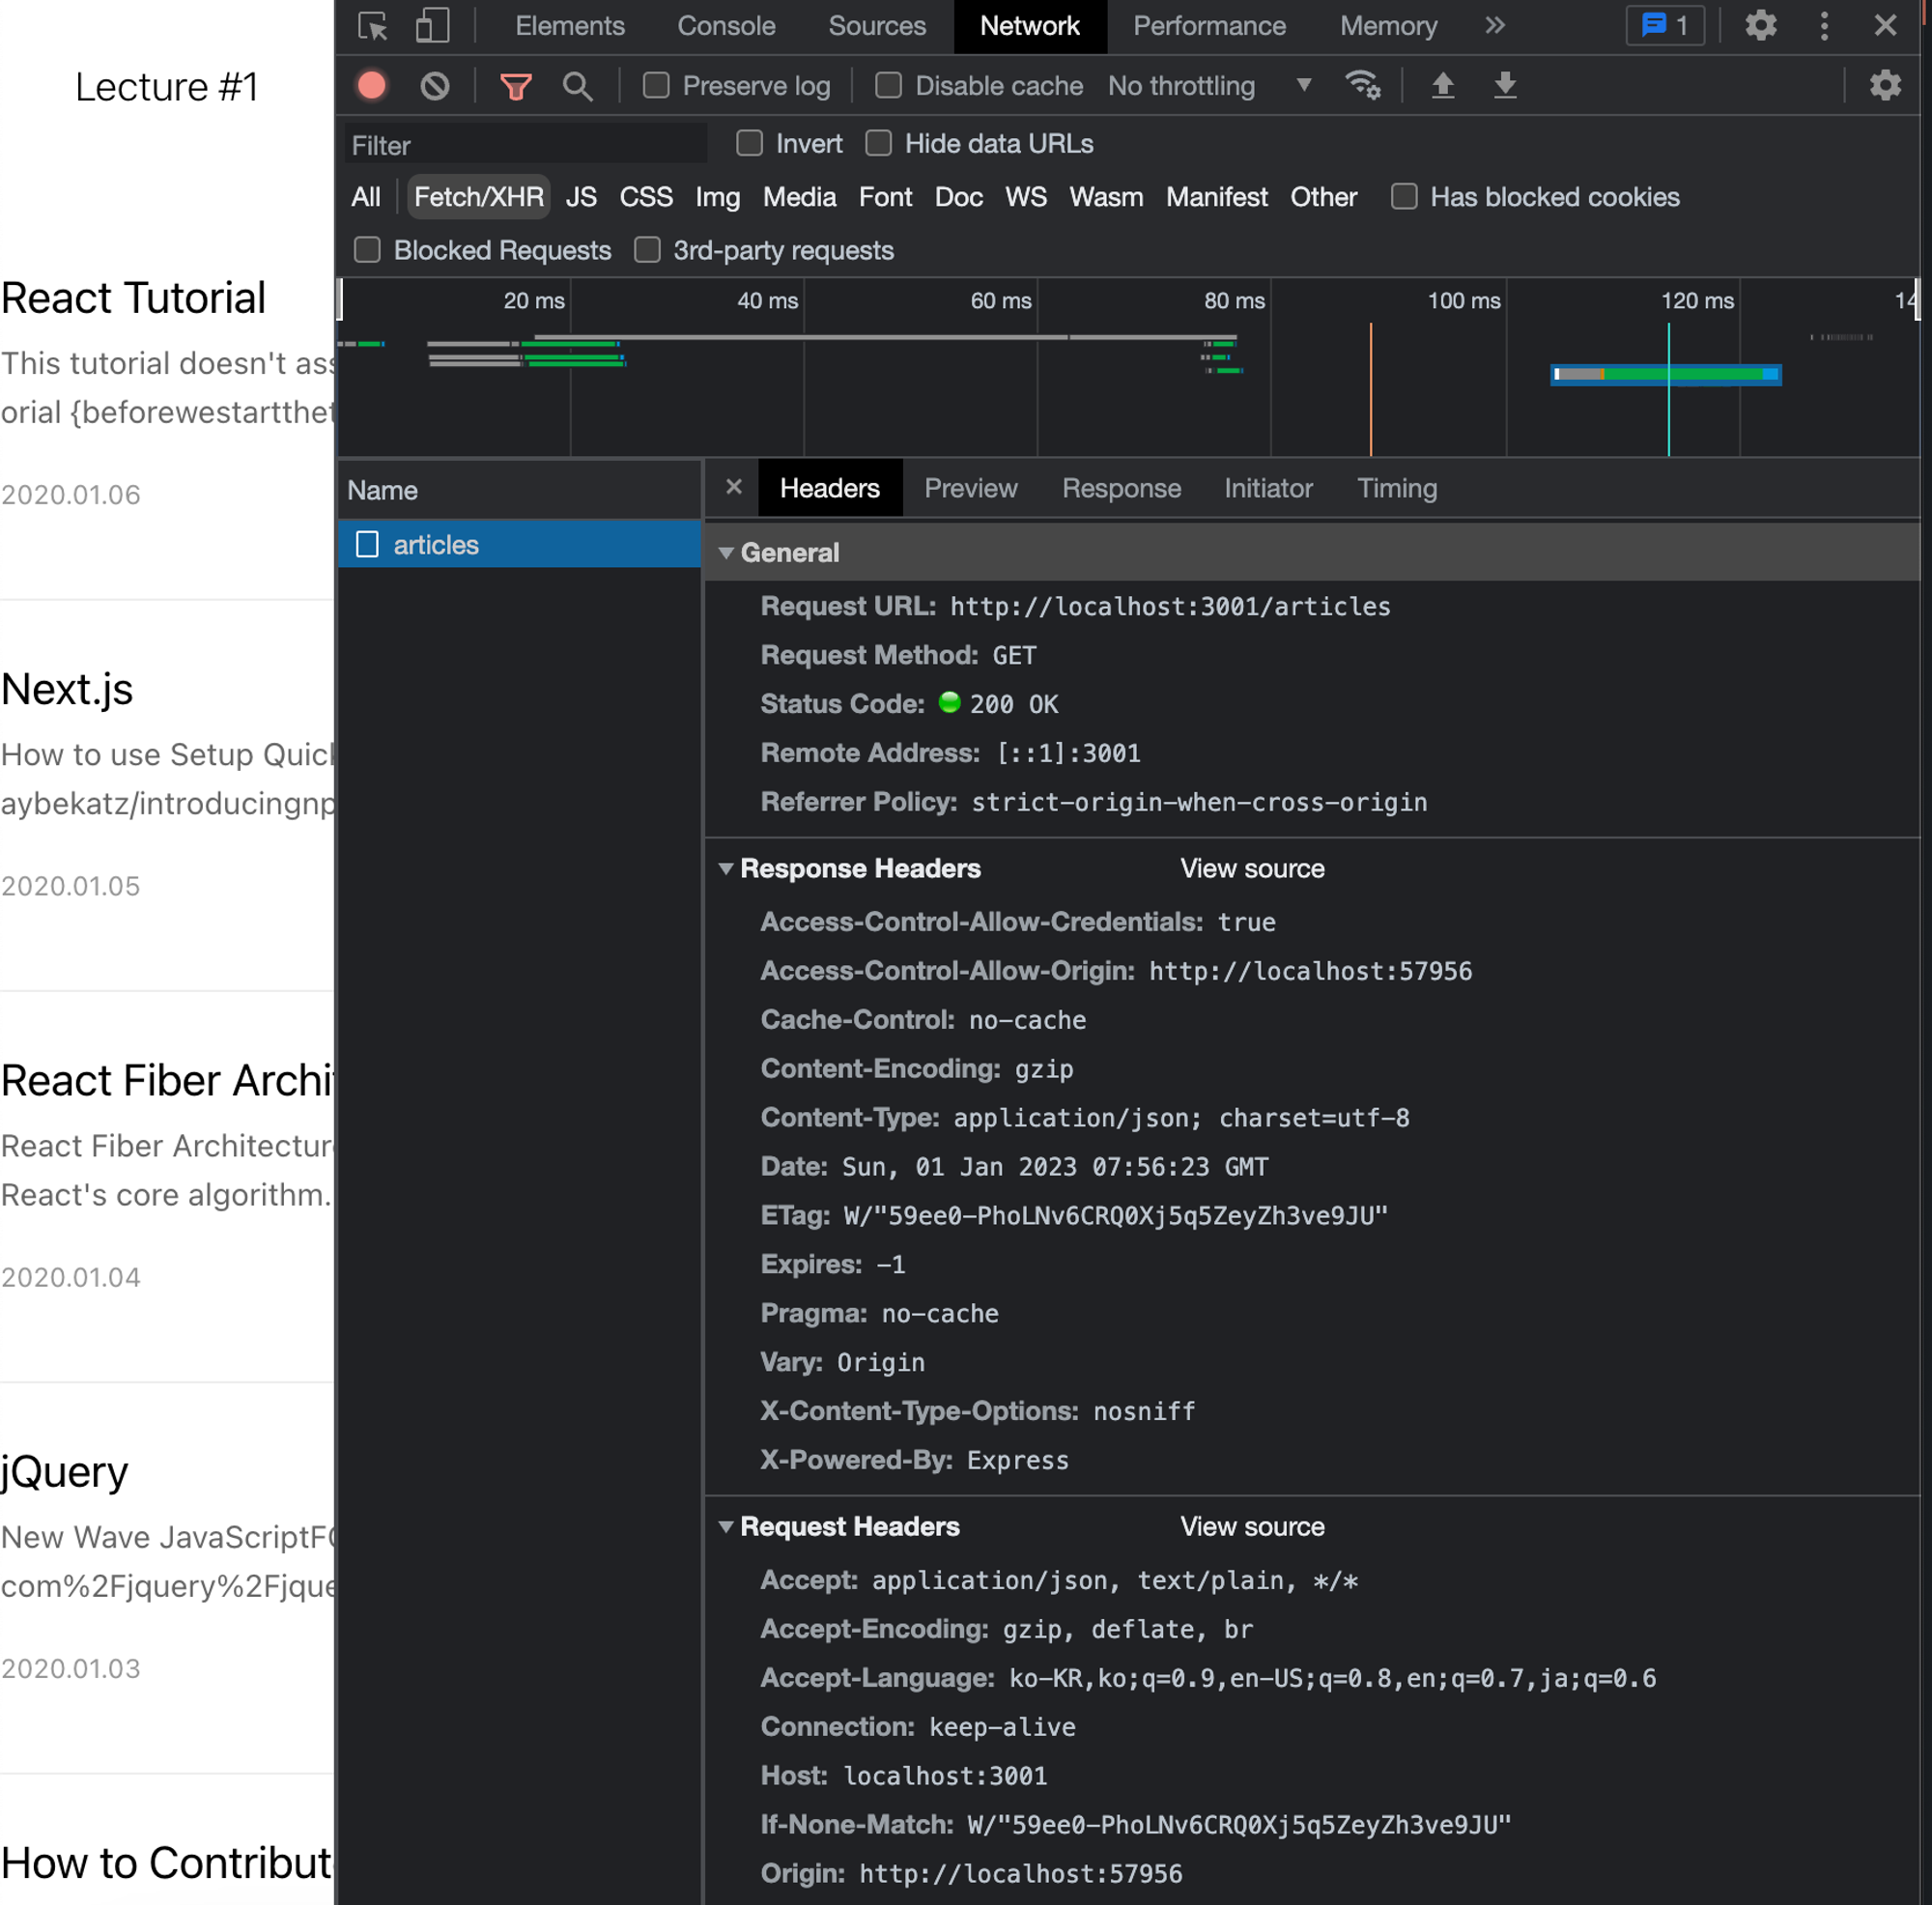 Lecture #1
React Tutorial
This tutorial doesn't ass
orial {beforewestartthet
2020.01.06
Next.js
How to use Setup Quick
aybekatz/introducingnp
2020.01.05
React Fiber Archi
React Fiber Architectur
React's core algorithm.
2020.01.04
jQuery
New Wave JavaScriptF
com%2Fjquery%2Fjque
2020.01.03
How to Contribut
Elements Console Sources Network Performance Memory » 1
Preserve log Disable cache No throttling
Filter Invert Hide data URLs
All Fetch/XHR JS CSS Img Media Font Doc WS Wasm Manifest Other Has blocked cookies
Blocked Requests 3rd-party requests
20 ms 40 ms 60 ms 80 ms 100 ms 120 ms 14
Name
articles
Headers Preview Response Initiator Timing
General
Request URL: http://localhost:3001/articles
Request Method: GET
Status Code: 200 OK
Remote Address: [::1]:3001
Referrer Policy: strict-origin-when-cross-origin
Response Headers View source
Access-Control-Allow-Credentials: true
Access-Control-Allow-Origin: http://localhost:57956
Cache-Control: no-cache
Content-Encoding: gzip
Content-Type: application/json; charset=utf-8
Date: Sun, 01 Jan 2023 07:56:23 GMT
ETag: W/"59ee0-PhoLNv6CRQ0Xj5q5ZeyZh3ve9JU"
Expires: -1
Pragma: no-cache
Vary: Origin
X-Content-Type-Options: nosniff
X-Powered-By: Express
Request Headers View source
Accept: application/json, text/plain, */*
Accept-Encoding: gzip, deflate, br
Accept-Language: ko-KR,ko;q=0.9,en-US;q=0.8,en;q=0.7,ja;q=0.6
Connection: keep-alive
Host: localhost:3001
If-None-Match: W/"59ee0-PhoLNv6CRQ0Xj5q5ZeyZh3ve9JU"
Origin: http://localhost:57956